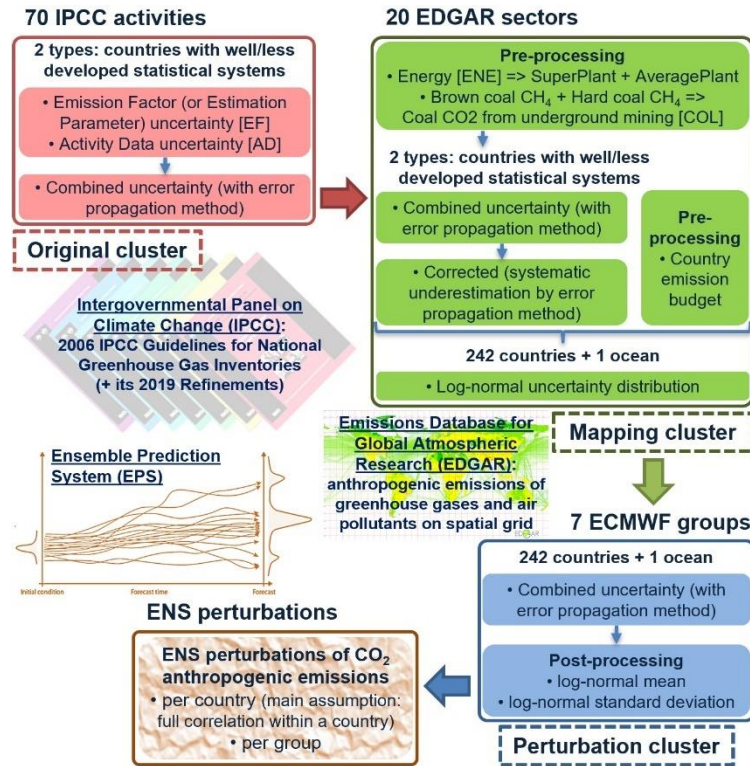 70 IPCC activities
2 types: countries with well/less
developed statistical systems
• Emission Factor (or Estimation
Parameter) uncertainty [EF]
• Activity Data uncertainty [AD]
• Combined uncertainty (with error
propagation method)
Original cluster
Intergovernmental Panel on
Climate Change (IPCC):
2006 IPCC Guidelines for National
Greenhouse Gas Inventories
(+ its 2019 Refinements)
20 EDGAR sectors
Pre-processing
• Energy [ENE] => SuperPlant + AveragePlant
• Brown coal CH₄ + Hard coal CH₄ =>
Coal CO2 from underground mining [COL]
2 types: countries with well/less
developed statistical systems
• Combined uncertainty (with
error propagation method)
• Corrected (systematic
underestimation by error
propagation method)
Pre-
processing
• Country
emission
budget
242 countries + 1 ocean
• Log-normal uncertainty distribution
Mapping cluster
Emissions Database for
Global Atmospheric
Research (EDGAR):
anthropogenic emissions of
greenhouse gases and air
pollutants on spatial grid
Ensemble Prediction
System (EPS)
Initial condition
Forecast time
Forecast
7 ECMWF groups
242 countries + 1 ocean
• Combined uncertainty (with
error propagation method)
Post-processing
• log-normal mean
• log-normal standard deviation
Perturbation cluster
ENS perturbations
ENS perturbations of CO₂
anthropogenic emissions
• per country (main assumption:
full correlation within a country)
• per group